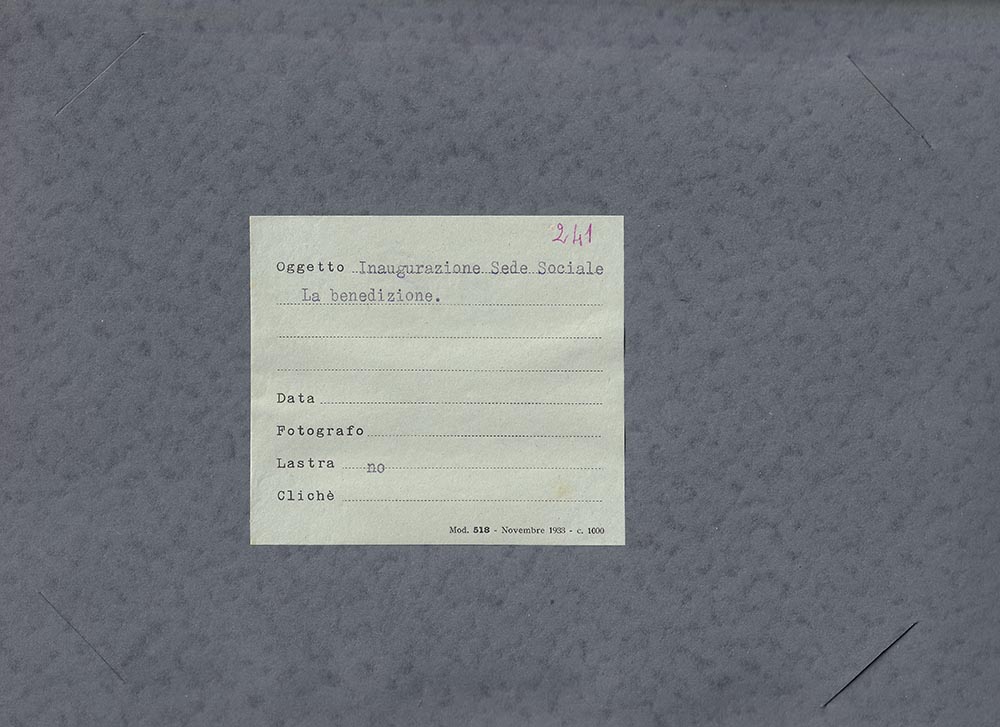 241
Oggetto Inaugurazione Sede Sociale
La benedizione.
Data
Fotografo
Lastra no
Clichè
Mod. 518 - Novembre 1933 - c. 1000